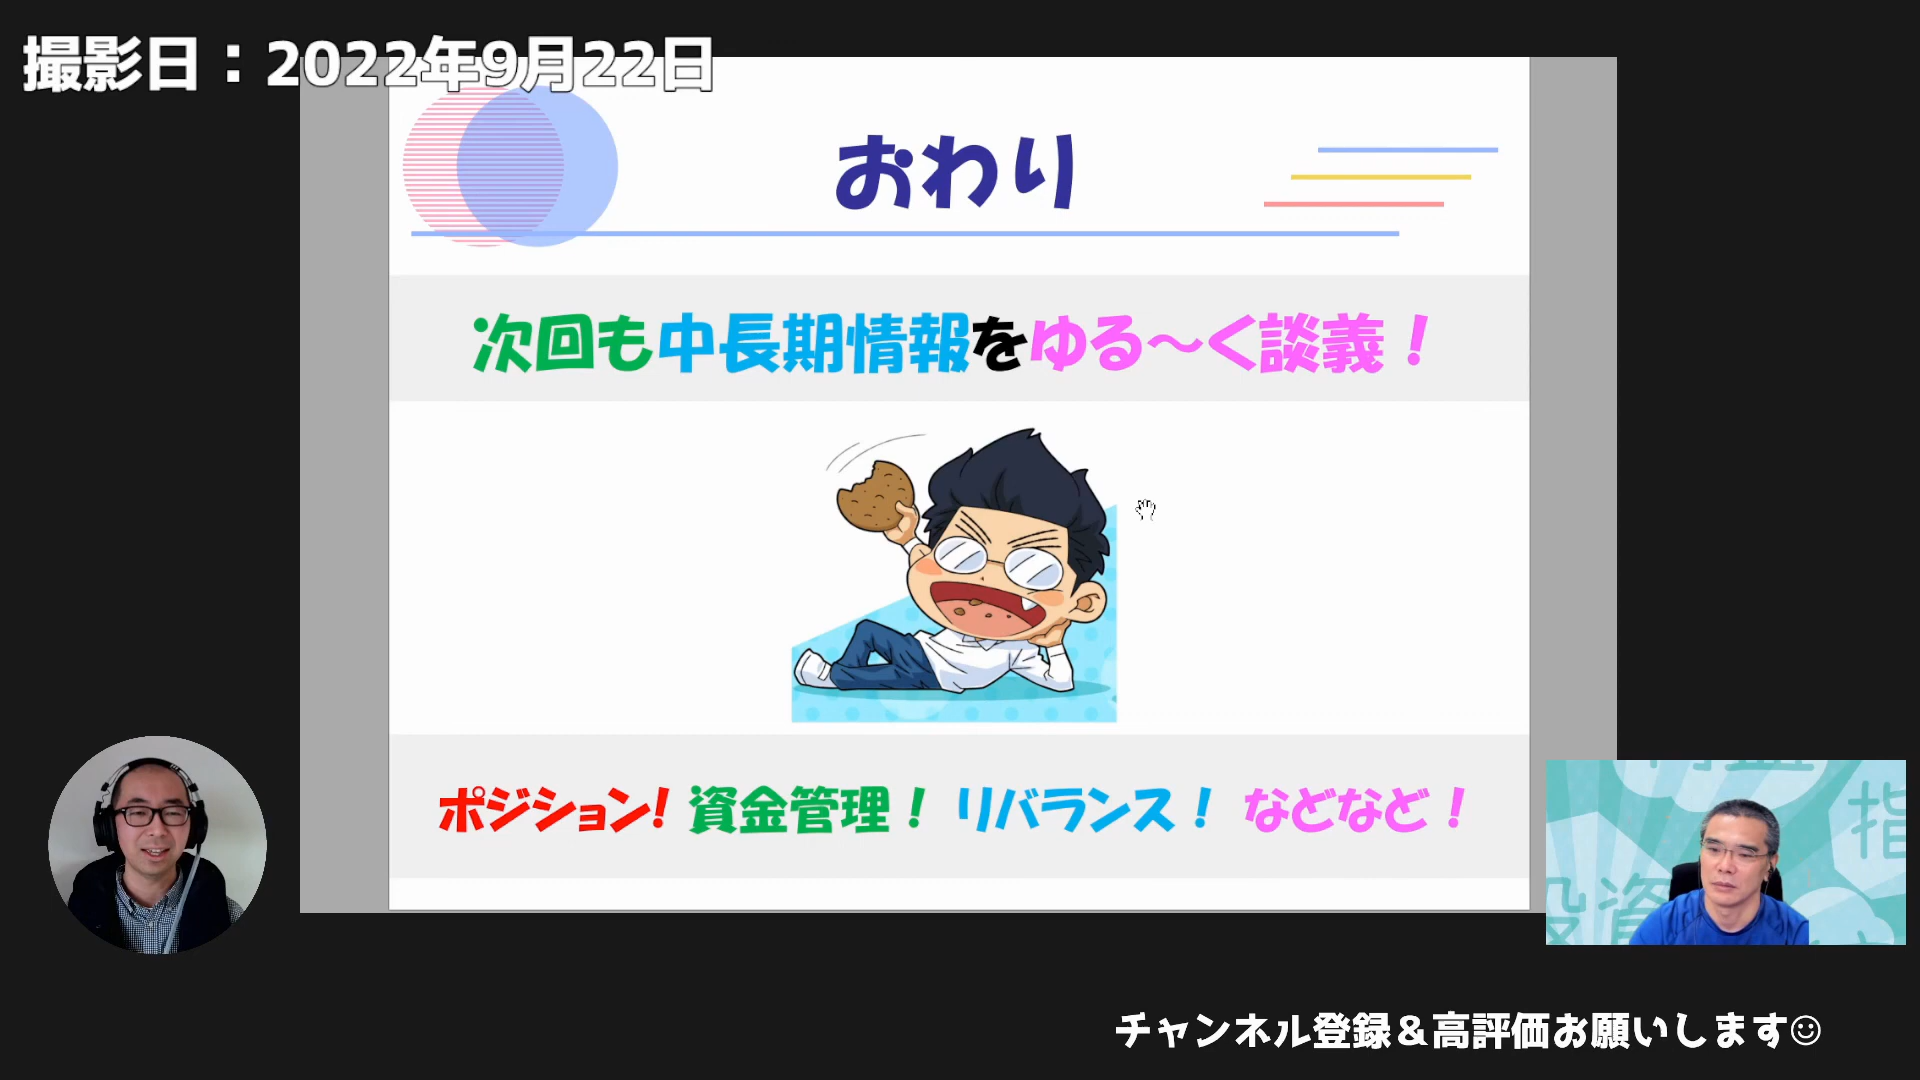 撮影日：2022年9月22日
おわり
次回も中長期情報をゆる～く談義！
ポジション! 資金管理！ リバランス！ などなど！
指
投資
チャンネル登録＆高評価お願いします☺